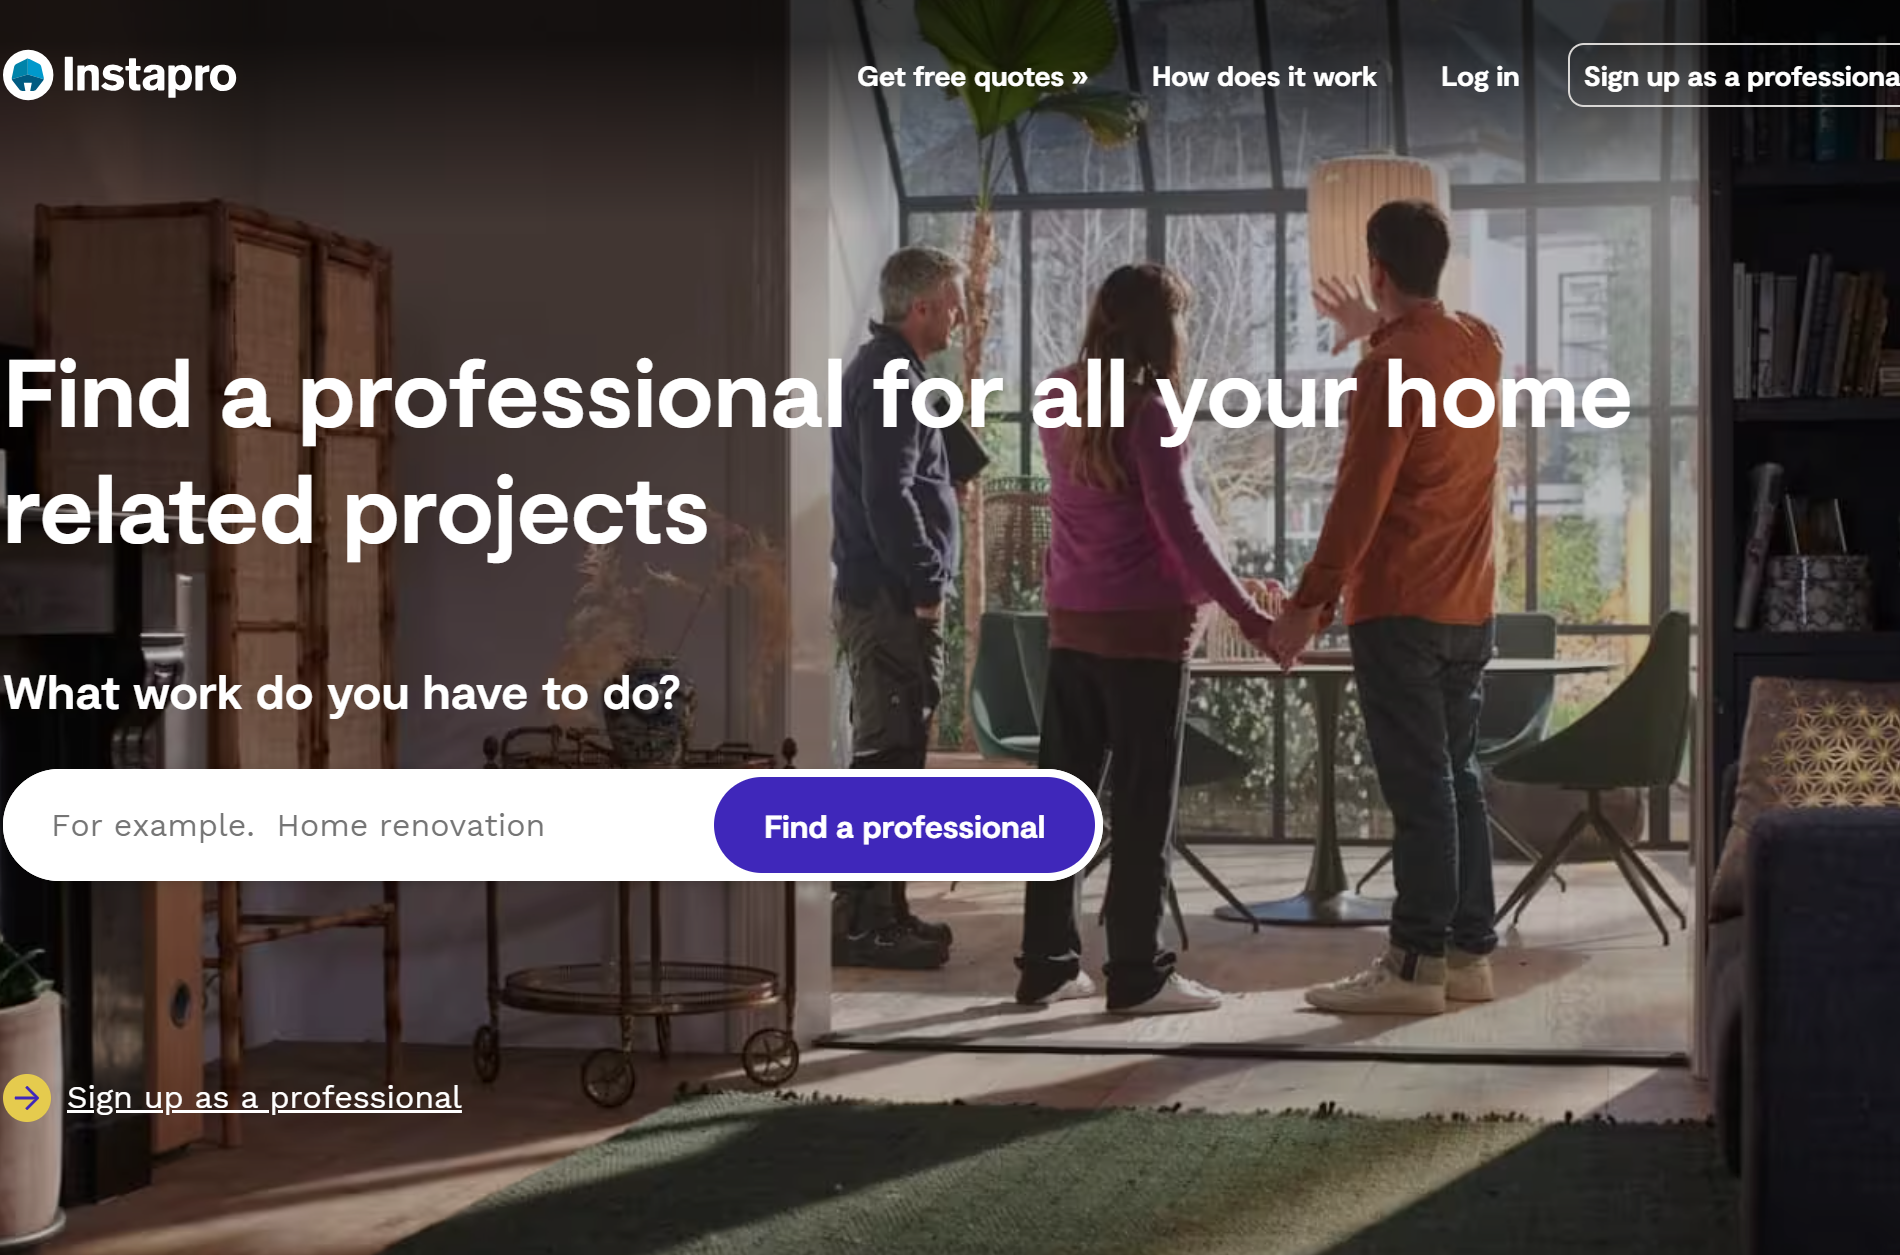 Instapro
Get free quotes »
How does it work
Log in
Sign up as a professiona
Find a professional for all your home
related projects
What work do you have to do?
For example.  Home renovation
Find a professional
Sign up as a professional